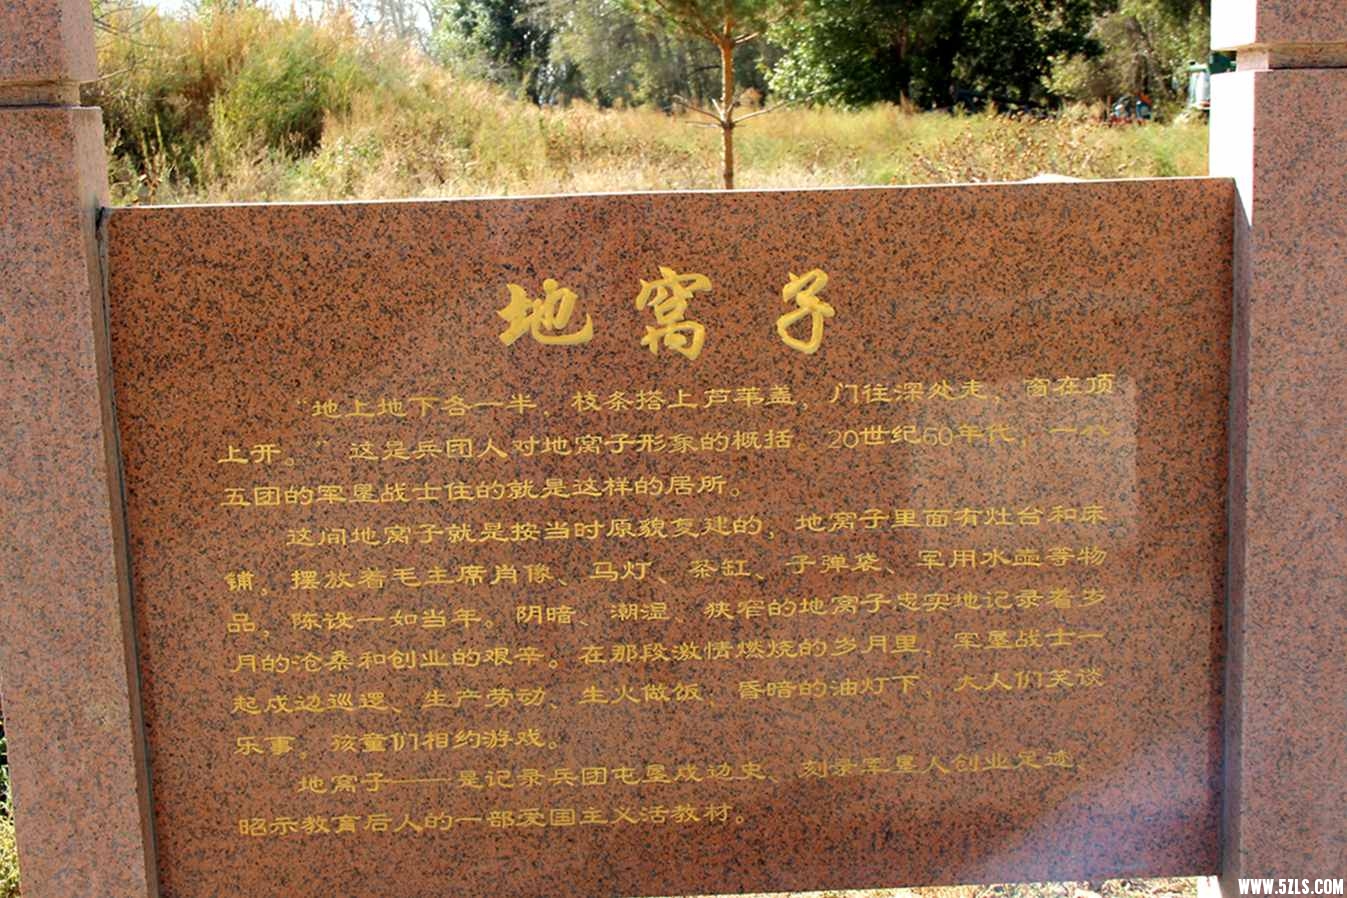 地窝子
“地上地下各一半，枝条搭上芦苇盖，门往深处走，窗在顶
上开。”这是兵团人对地窝子形象的概括。20世纪60年代，一八
五团的军垦战士住的就是这样的居所。
这间地窝子就是按当时原貌复建的，地窝子里面有灶台和床
铺，摆放着毛主席肖像、马灯、茶缸、子弹袋、军用水壶等物
品，陈设一如当年。阴暗、潮湿、狭窄的地窝子忠实地记录着岁
月的沧桑和创业的艰辛。在那段激情燃烧的岁月里，军垦战士一
起戍边巡逻、生产劳动、生火做饭，昏暗的油灯下，大人们笑谈
乐事，孩童们相约游戏。
地窝子——是记录兵团屯垦戍边史、刻录军垦人创业足迹、
昭示教育后人的一部爱国主义活教材。
WWW.5ZLS.COM